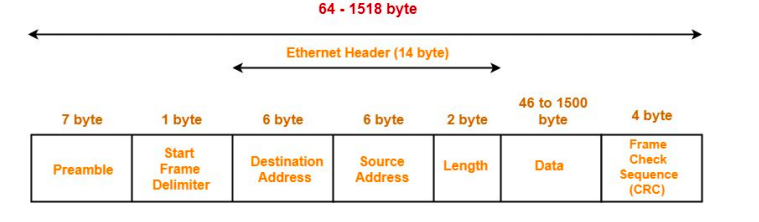 64 - 1518 byte
Ethernet Header (14 byte)
7 byte
1 byte
6 byte
6 byte
2 byte
46 to 1500
byte
4 byte
Preamble
Start
Frame
Delimiter
Destination
Address
Source
Address
Length
Data
Frame
Check
Sequence
(CRC)